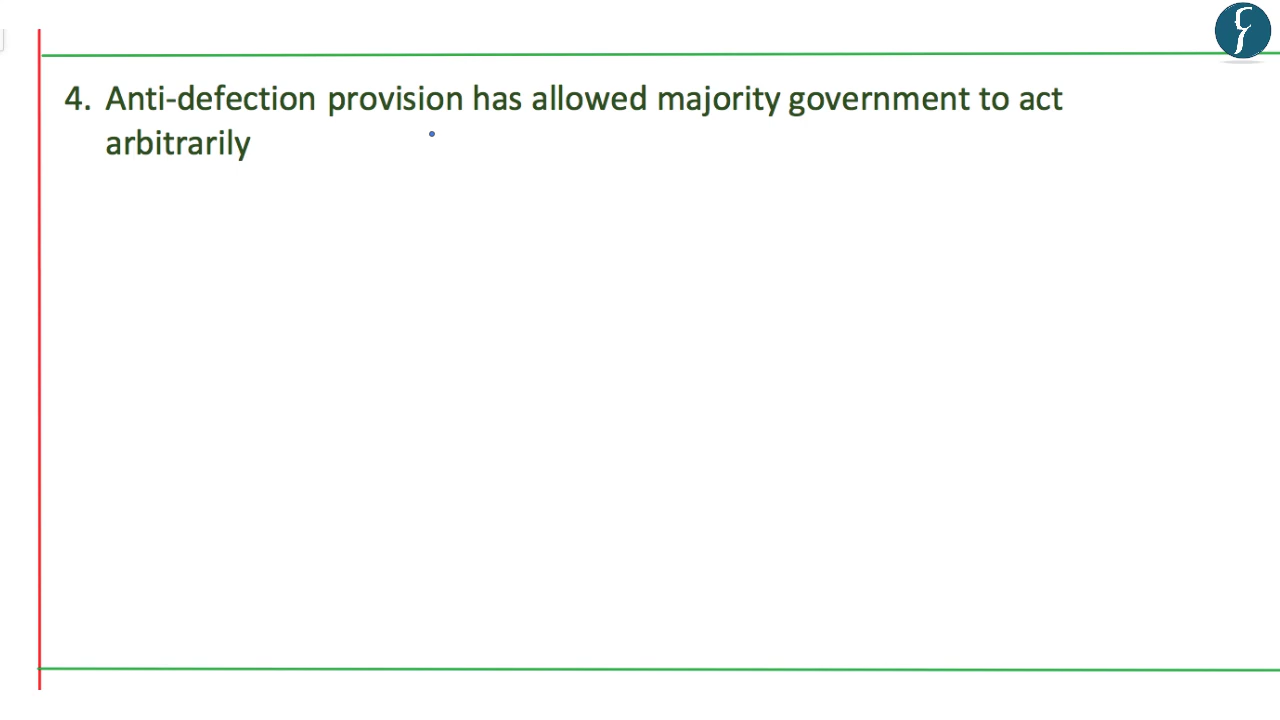 4. Anti-defection provision has allowed majority government to act
arbitrarily